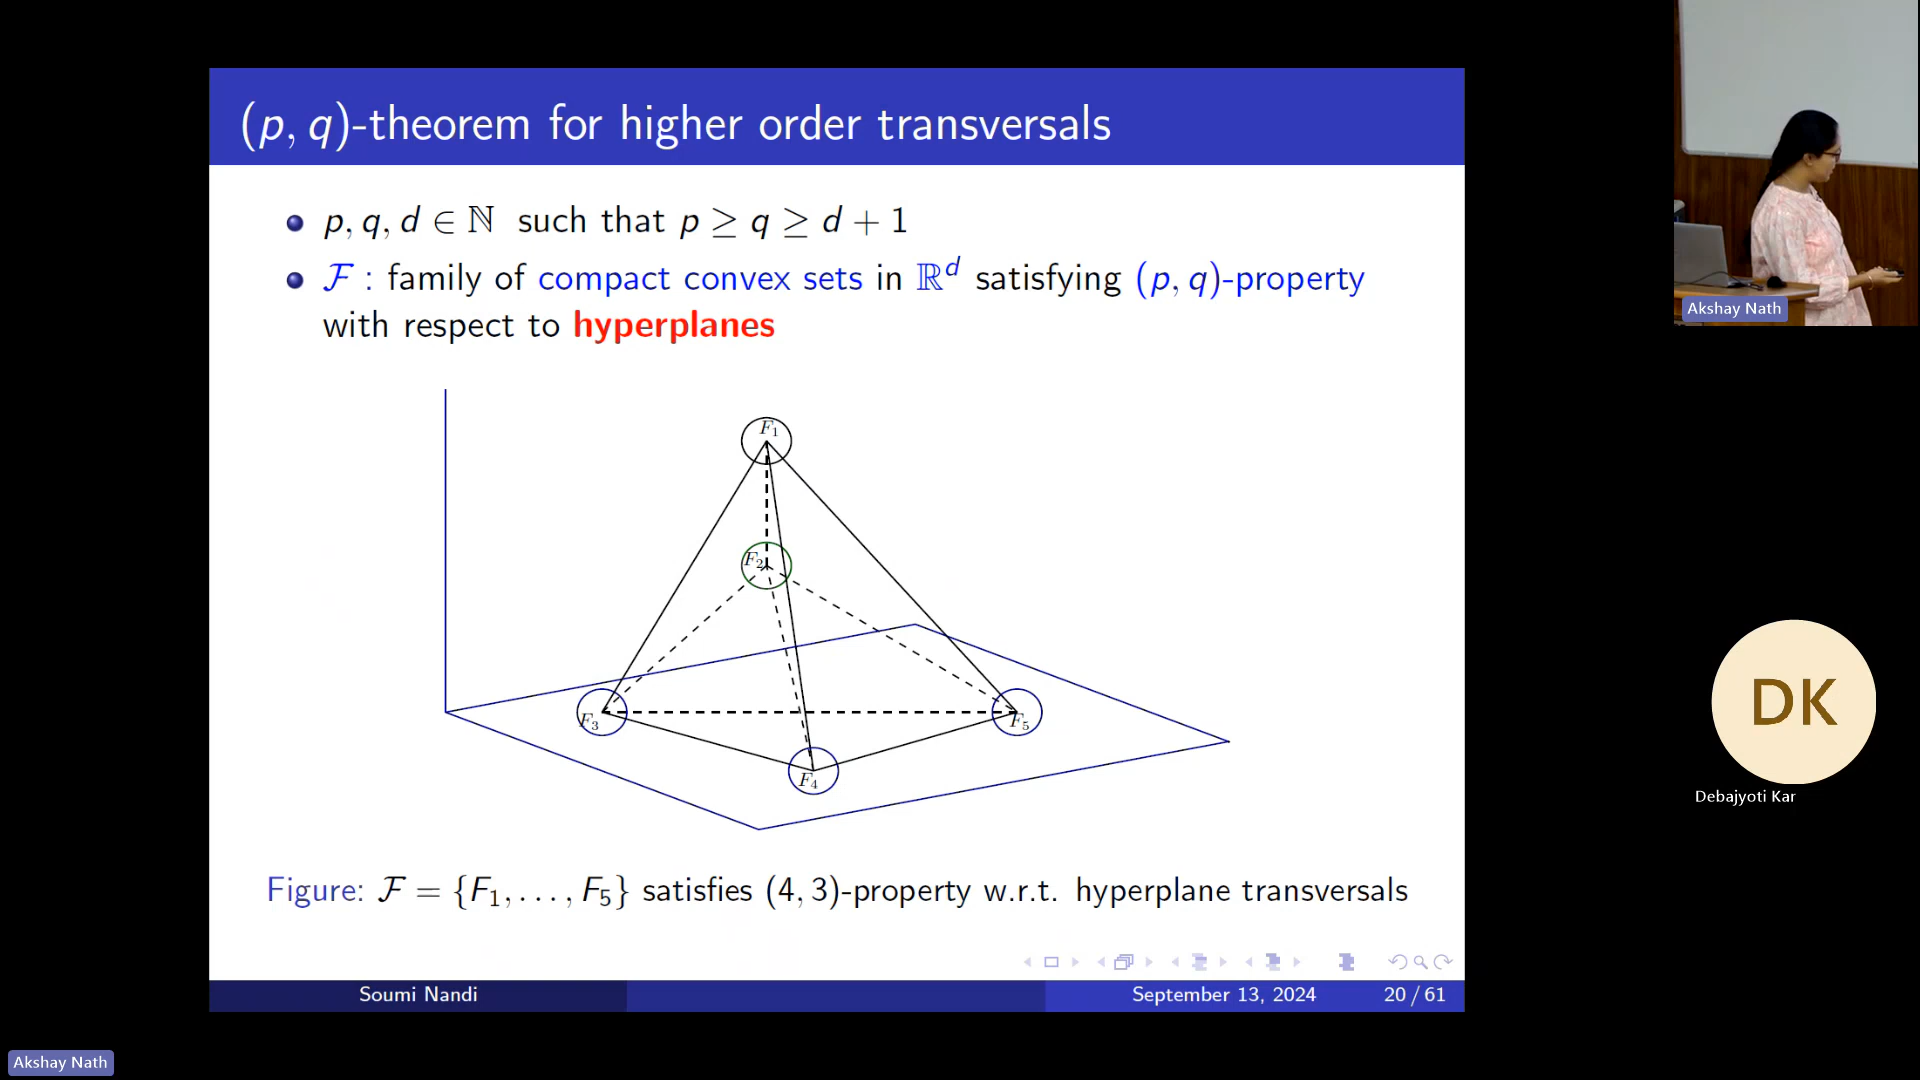 (p, q)-theorem for higher order transversals
p, q, d ∈ ℕ such that p ≥ q ≥ d + 1
ℱ : family of compact convex sets in ℝ^d satisfying (p, q)-property
with respect to hyperplanes
F₁
F₂
F₃
F₅
F₄
Figure: ℱ = {F₁, . . . , F₅} satisfies (4, 3)-property w.r.t. hyperplane transversals
Soumi Nandi
September 13, 2024
20 / 61
Akshay Nath
DK
Debajyoti Kar
Akshay Nath